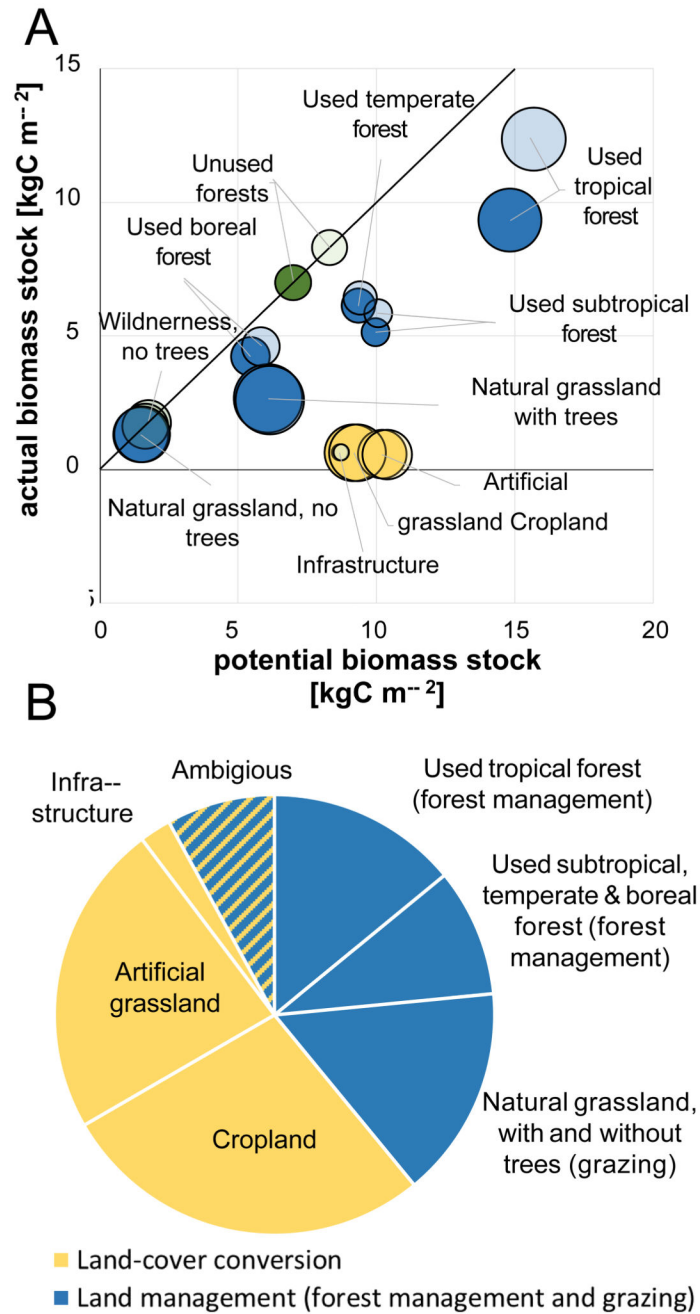 A
15
10
5
0
5
actual biomass stock [kgC m-- 2]
Used temperate
forest
Unused
forests
Used
tropical
forest
Used boreal
forest
Wildnerness,
no trees
Used subtropical
forest
Natural grassland
with trees
Natural grassland, no
trees
Artificial
grassland Cropland
Infrastructure
0
5
10
15
20
potential biomass stock
[kgC m-- 2]
B
Infra--
structure
Ambigious
Used tropical forest
(forest management)
Used subtropical,
temperate & boreal
forest (forest
management)
Artificial
grassland
Cropland
Natural grassland,
with and without
trees (grazing)
Land-cover conversion
Land management (forest management and grazing)